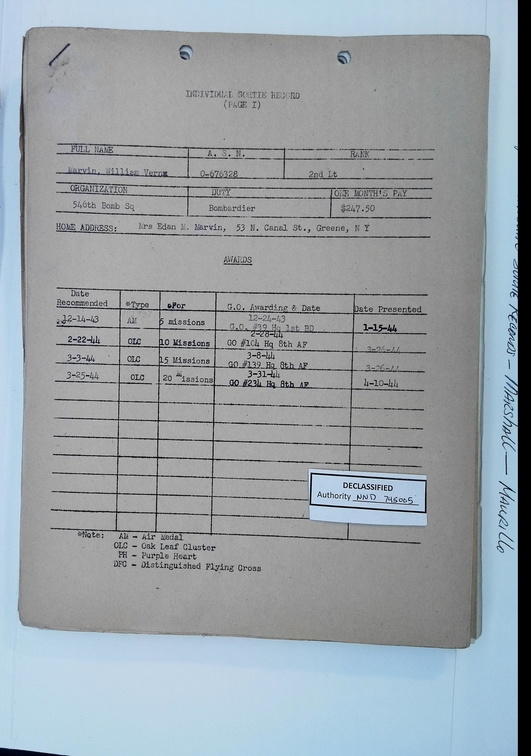 INDIVIDUAL SORTIE RECORD
(PAGE I)
FULL NAME A. S. N. RANK
Marvin, William Vernm O-676328 2nd Lt
ORGANIZATION DUTY ONE MONTH'S PAY
546th Bomb Sq Bombardier $247.50
HOME ADDRESS: Mrs Edan M. Marvin, 53 N. Canal St., Greene, N Y
AWARDS
Date Recommended *Type *For G.O. Awarding & Date Date Presented
12-14-43 AM 5 missions 12-24-43
G.O. #39 Hq 1st BD 1-15-44
2-22-44 OLC 10 Missions 2-28-44
GO #104 Hq 8th AF 3-26-44
3-3-44 OLC 15 Missions 3-8-44
GO #139 Hq 8th AF 3-26-44
3-25-44 OLC 20 Missions 3-31-44
GO #234 Hq 8th AF 4-10-44
DECLASSIFIED
Authority NND 745005
*Note: AM - Air Medal
OLC - Oak Leaf Cluster
PH - Purple Heart
DFC - Distinguished Flying Cross
Records - Marshall - Maurillo